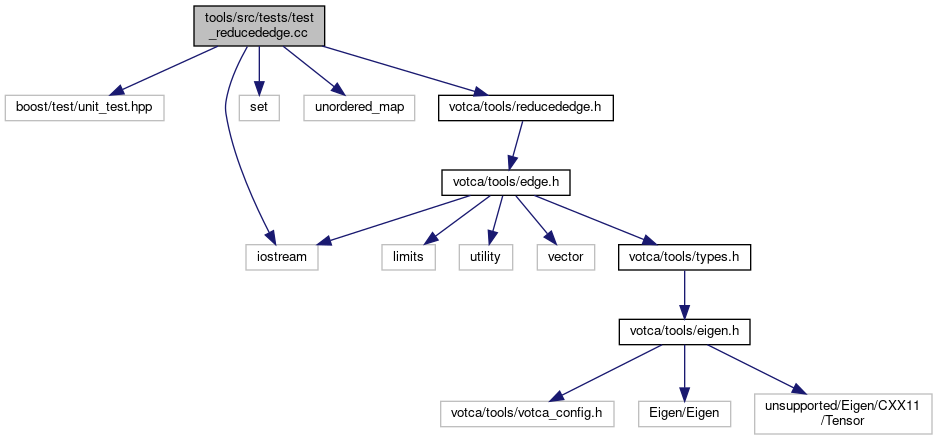 tools/src/tests/test
_reducededge.cc
boost/test/unit_test.hpp
set
unordered_map
votca/tools/reducededge.h
votca/tools/edge.h
iostream
limits
utility
vector
votca/tools/types.h
votca/tools/eigen.h
votca/tools/votca_config.h
Eigen/Eigen
unsupported/Eigen/CXX11
/Tensor